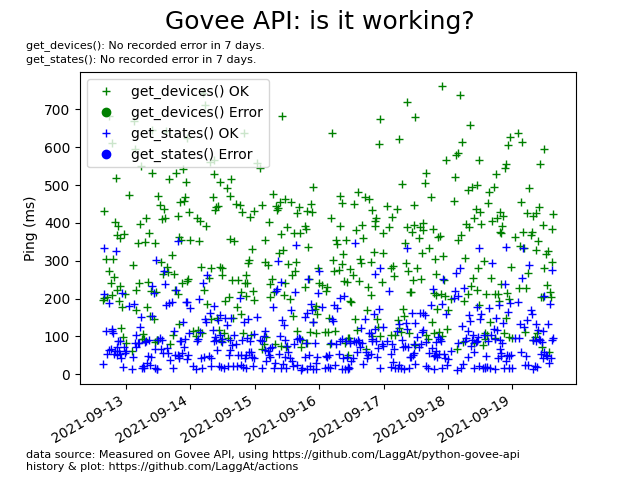 Govee API: is it working?
get_devices(): No recorded error in 7 days.
get_states(): No recorded error in 7 days.
get_devices() OK
get_devices() Error
get_states() OK
get_states() Error
Ping (ms)
700
600
500
400
300
200
100
0
2021-09-13
2021-09-14
2021-09-15
2021-09-16
2021-09-17
2021-09-18
2021-09-19
data source: Measured on Govee API, using https://github.com/LaggAt/python-govee-api
history & plot: https://github.com/LaggAt/actions